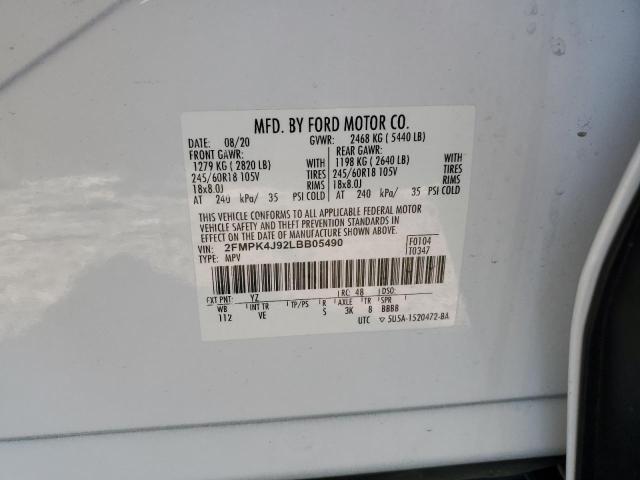 MFD. BY FORD MOTOR CO.
DATE: 08/20 GVWR: 2468 KG ( 5440 LB)
FRONT GAWR: REAR GAWR:
1279 KG ( 2820 LB) WITH 1198 KG ( 2640 LB) WITH
245/60R18 105V TIRES 245/60R18 105V TIRES
18x8.0J RIMS 18x8.0J RIMS
AT 240 kPa/ 35 PSI COLD AT 240 kPa/ 35 PSI COLD
THIS VEHICLE CONFORMS TO ALL APPLICABLE FEDERAL MOTOR
VEHICLE SAFETY AND THEFT PREVENTION STANDARDS IN
EFFECT ON THE DATE OF MANUFACTURE SHOWN ABOVE.
VIN: 2FMPK4J92LBB05490 F0104
TYPE: MPV T0347
EXT PNT: YZ RC: 48 DSO:
WB INT TR TP/PS R AXLE TR SPR
112 VE S 3K 8 BBBB
UTC ▽ 5U5A-1520472-BA